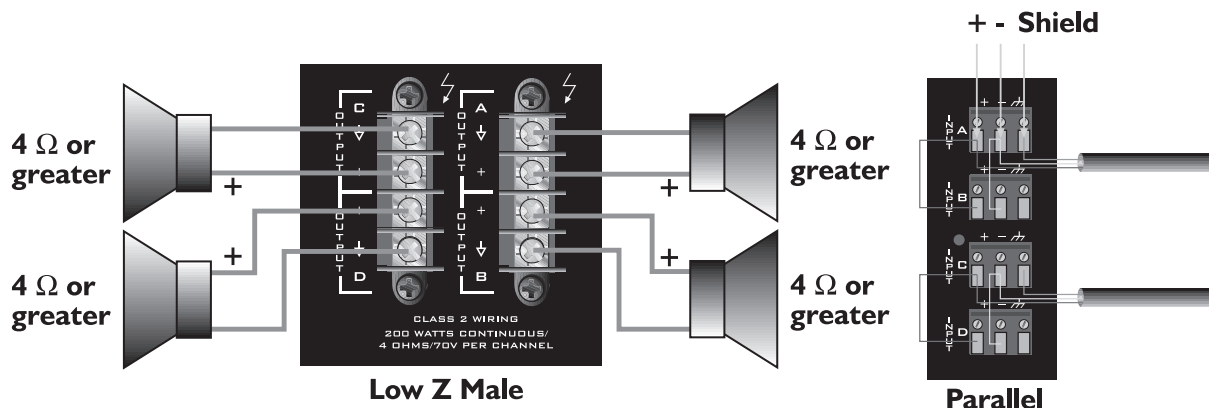 + - Shield
4 Ω or
greater
4 Ω or
greater
+
+
C
OUTPUT
+
+
OUTPUT
D
A
OUTPUT
+
+
OUTPUT
B
CLASS 2 WIRING
200 WATTS CONTINUOUS/
4 OHMS/70V PER CHANNEL
Low Z Male
+
+
4 Ω or
greater
4 Ω or
greater
+ -
INPUT A
+ -
INPUT B
+ -
INPUT C
+ -
INPUT D
Parallel